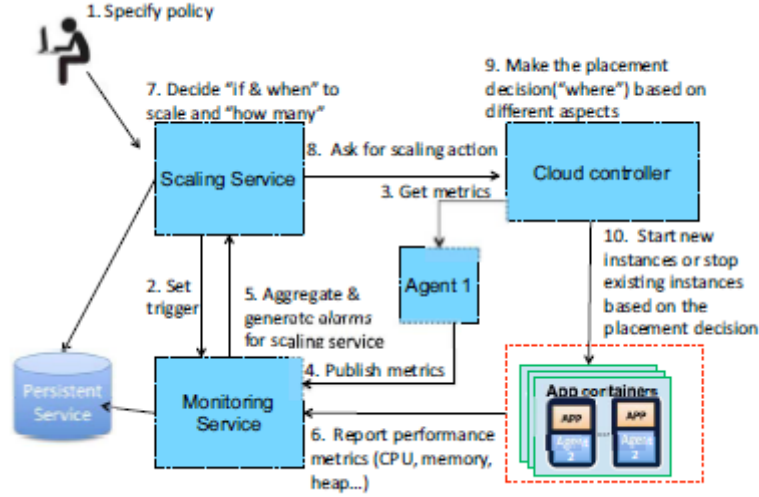 1. Specify policy
7. Decide “if & when” to
scale and “how many”
9. Make the placement
decision(“where”) based on
different aspects
Scaling Service
8. Ask for scaling action
Cloud controller
3. Get metrics
2. Set
trigger
5. Aggregate &
generate alarms
for scaling service
Agent 1
10. Start new
instances or stop
existing instances
based on the
placement decision
4. Publish metrics
Persistent
Service
Monitoring
Service
App containers
APP
APP
Agent
2
Agent
2
6. Report performance
metrics (CPU, memory,
heap...)